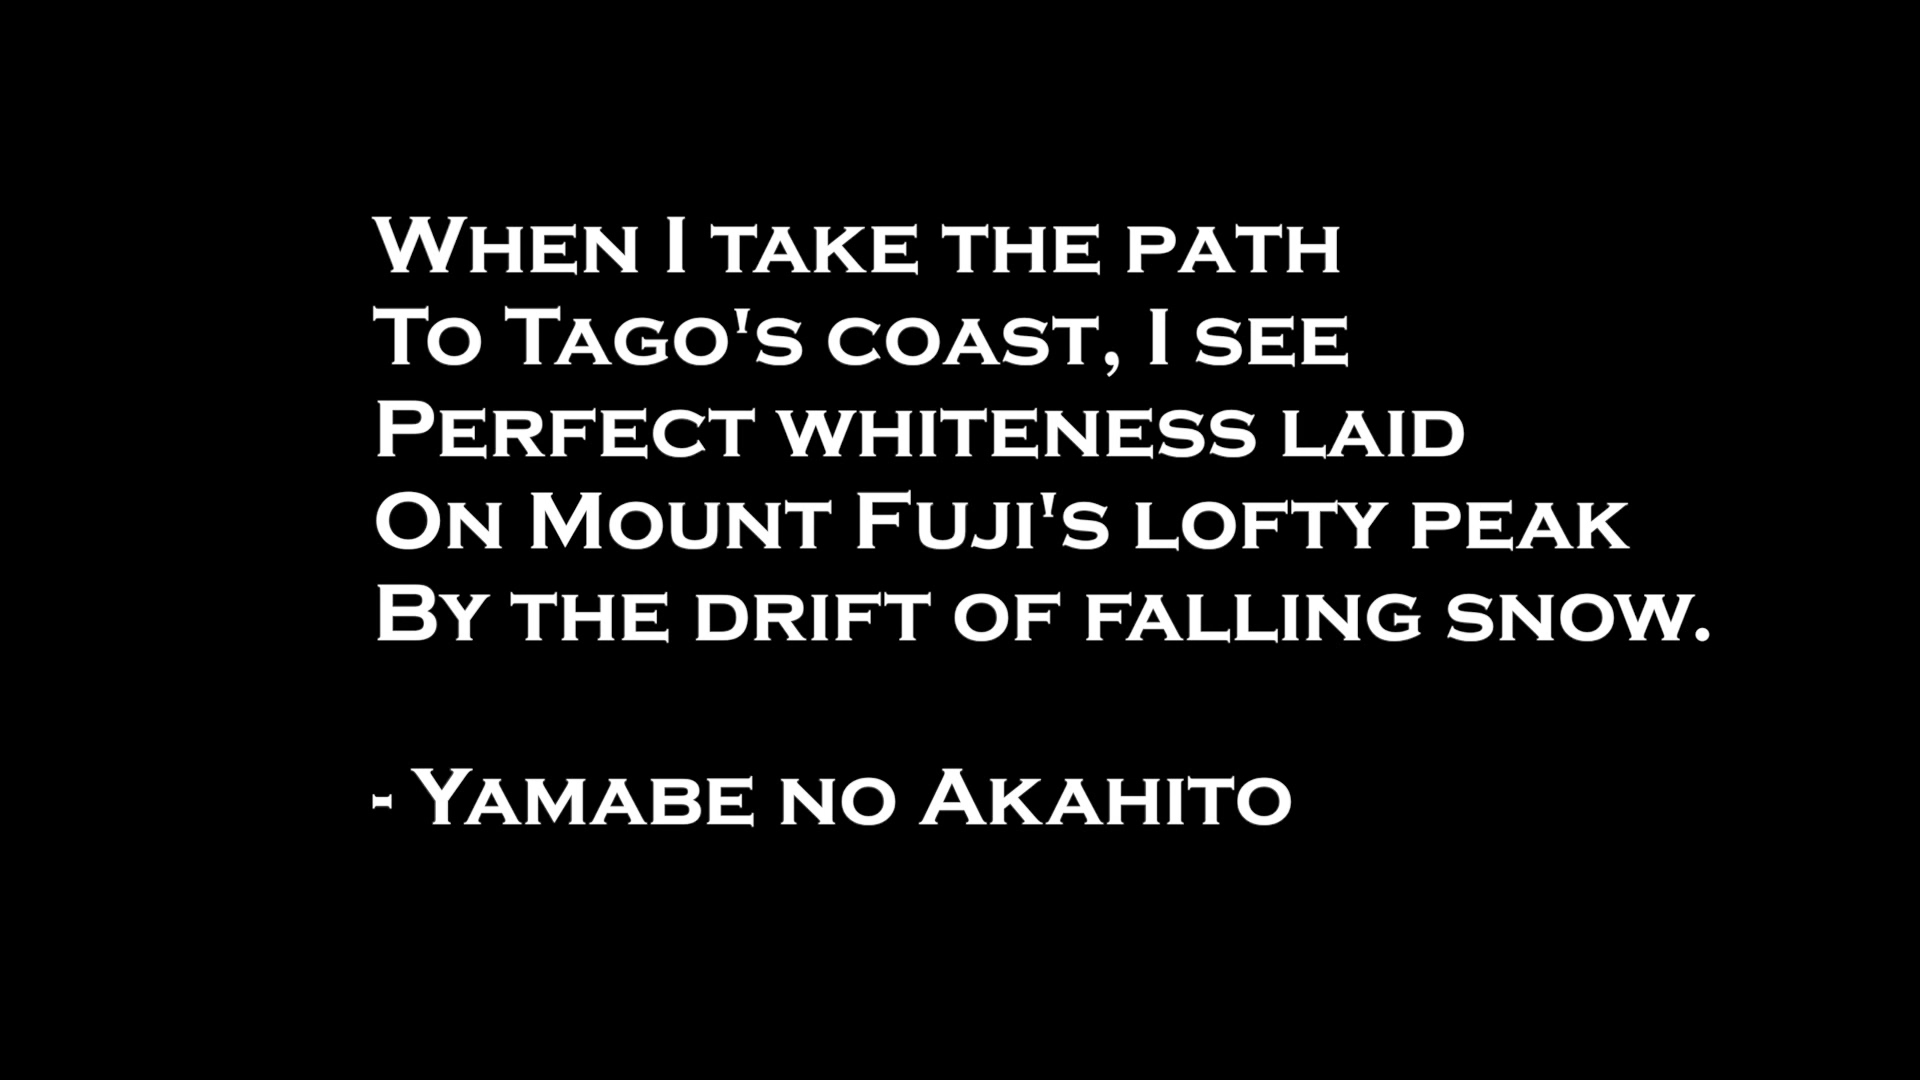 When I take the path
To Tago's coast, I see
Perfect whiteness laid
On Mount Fuji's lofty peak
By the drift of falling snow.
- Yamabe no Akahito